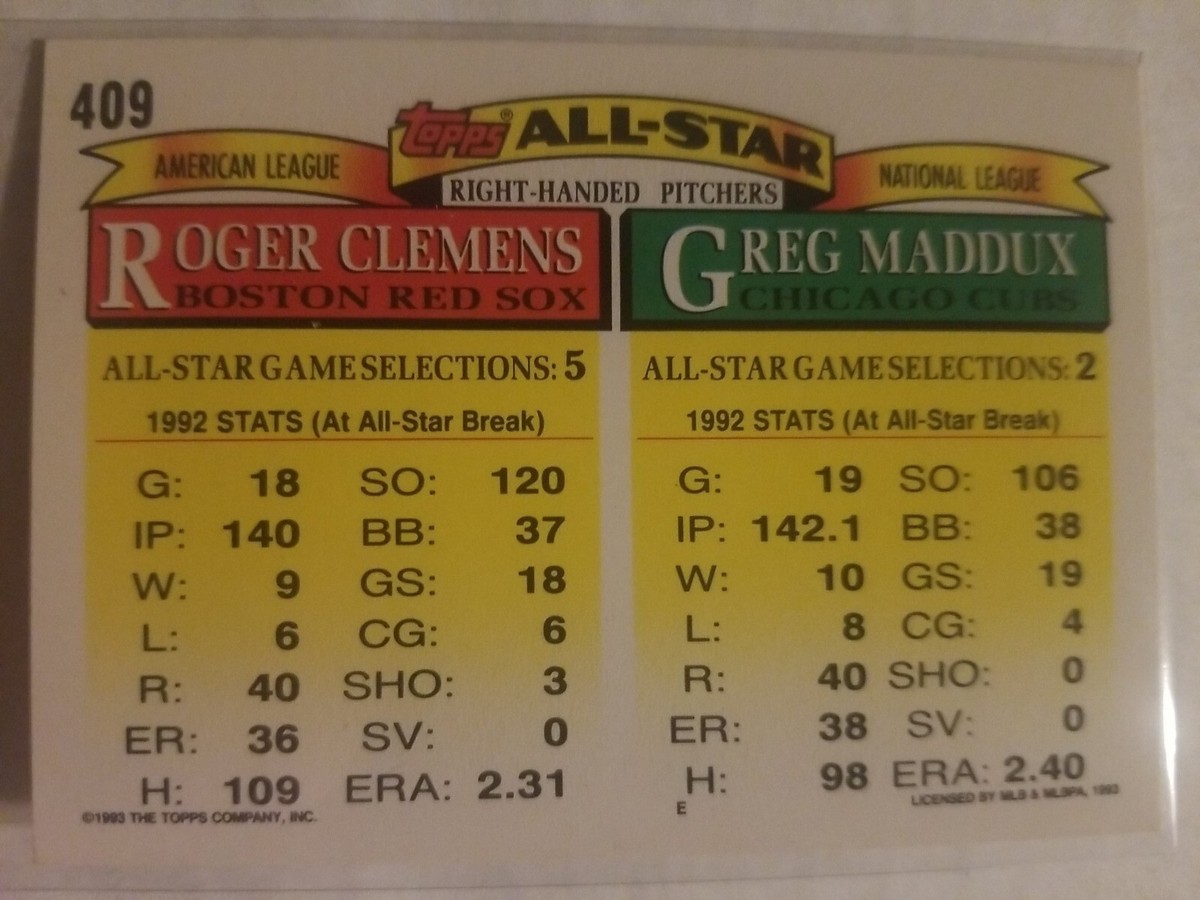 409
topps® ALL-STAR
AMERICAN LEAGUE
NATIONAL LEAGUE
RIGHT-HANDED PITCHERS
ROGER CLEMENS
BOSTON RED SOX
ALL-STAR GAME SELECTIONS: 5
1992 STATS (At All-Star Break)
G: 18 SO: 120
IP: 140 BB: 37
W: 9 GS: 18
L: 6 CG: 6
R: 40 SHO: 3
ER: 36 SV: 0
H: 109 ERA: 2.31
©1993 THE TOPPS COMPANY, INC.
GREG MADDUX
CHICAGO CUBS
ALL-STAR GAME SELECTIONS: 2
1992 STATS (At All-Star Break)
G: 19 SO: 106
IP: 142.1 BB: 38
W: 10 GS: 19
L: 8 CG: 4
R: 40 SHO: 0
ER: 38 SV: 0
H: 98 ERA: 2.40
E
LICENSED BY MLB & MLBPA, 1993